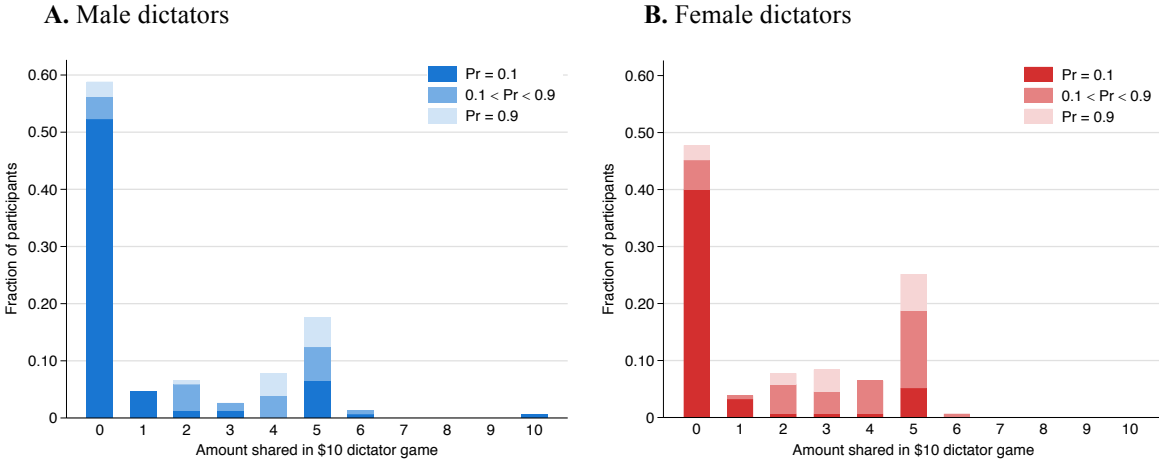 A. Male dictators
Fraction of participants
0.60
0.50
0.40
0.30
0.20
0.10
0
Pr = 0.1
0.1 < Pr < 0.9
Pr = 0.9
0 1 2 3 4 5 6 7 8 9 10
Amount shared in $10 dictator game
B. Female dictators
Fraction of participants
0.60
0.50
0.40
0.30
0.20
0.10
0
Pr = 0.1
0.1 < Pr < 0.9
Pr = 0.9
0 1 2 3 4 5 6 7 8 9 10
Amount shared in $10 dictator game